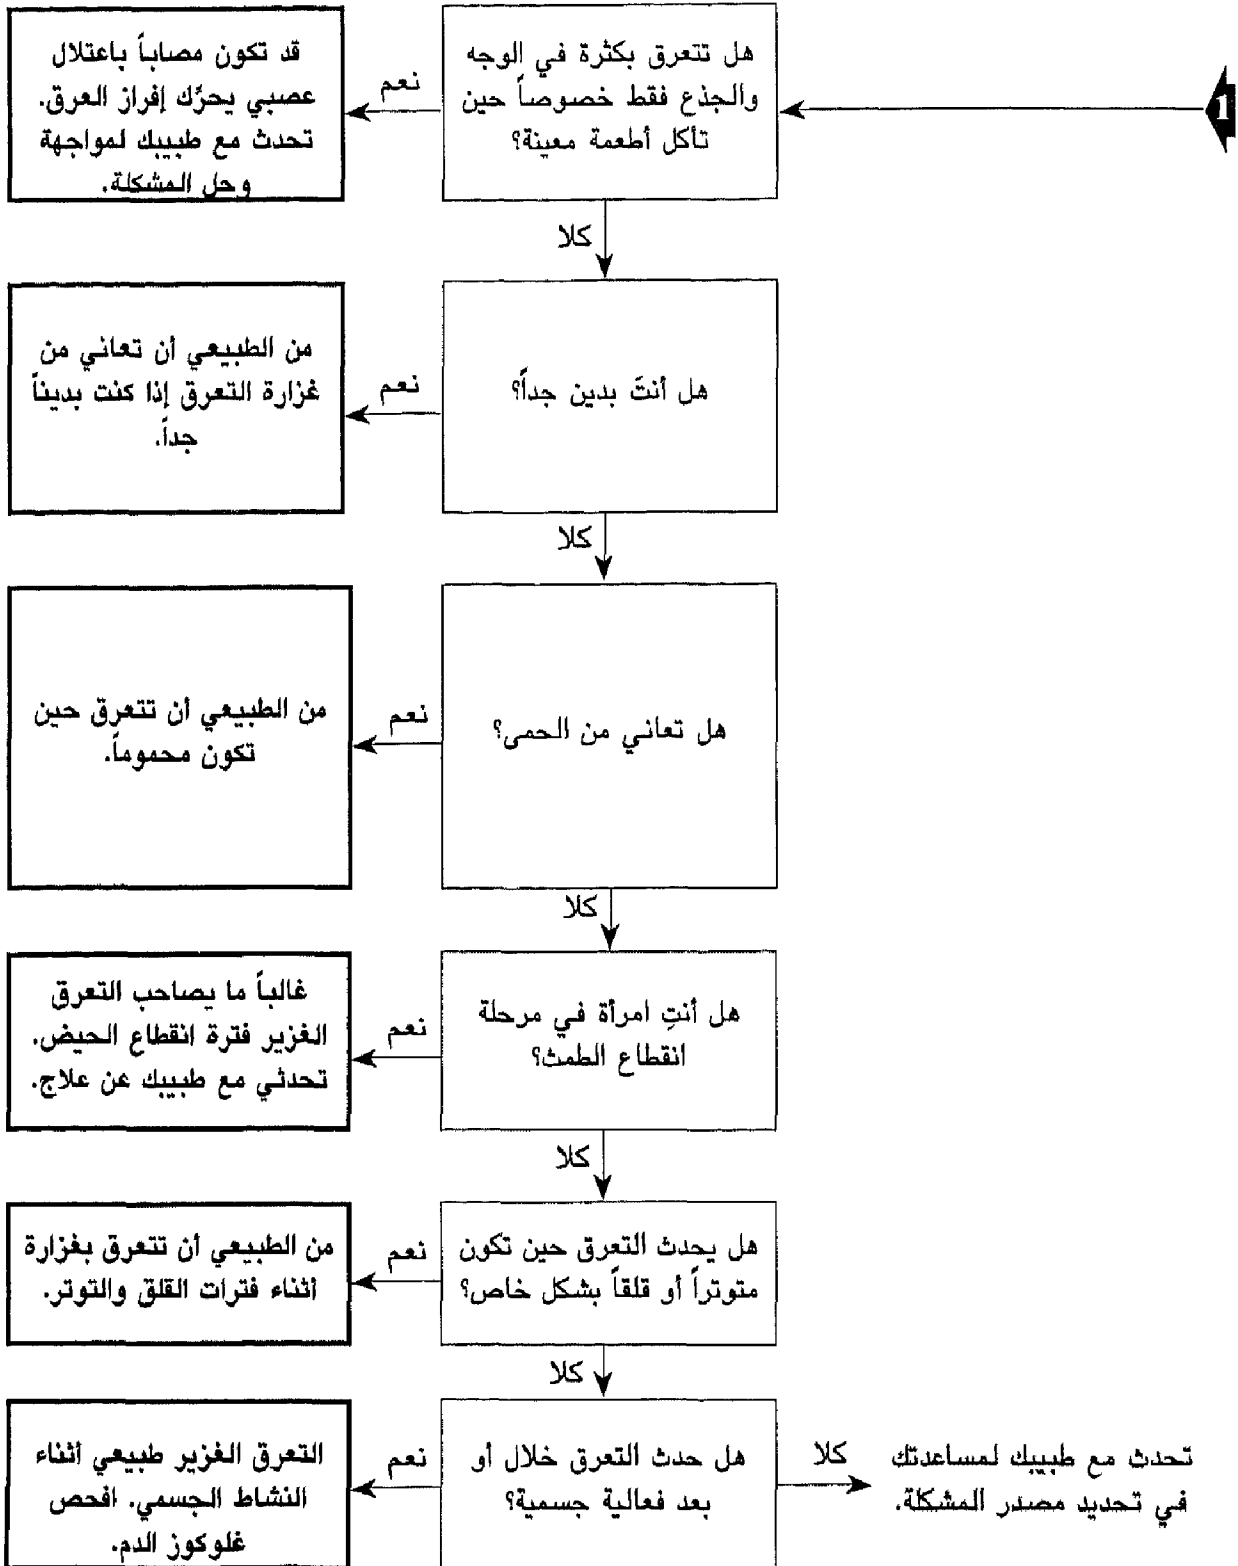 1
هل تتعرق بكثرة في الوجه
والجذع فقط خصوصاً حين
تأكل أطعمة معينة؟
نعم
قد تكون مصاباً باعتلال
عصبي يحرِّك إفراز العرق.
تحدث مع طبيبك لمواجهة
وحل المشكلة.
كلا
هل أنتَ بدين جداً؟
نعم
من الطبيعي أن تعاني من
غزارة التعرق إذا كنت بديناً
جداً.
كلا
هل تعاني من الحمى؟
نعم
من الطبيعي أن تتعرق حين
تكون محموماً.
كلا
هل أنتِ امرأة في مرحلة
انقطاع الطمث؟
نعم
غالباً ما يصاحب التعرق
الغزير فترة انقطاع الحيض.
تحدثي مع طبيبك عن علاج.
كلا
هل يحدث التعرق حين تكون
متوتراً أو قلقاً بشكل خاص؟
نعم
من الطبيعي أن تتعرق بغزارة
أثناء فترات القلق والتوتر.
كلا
هل حدث التعرق خلال أو
بعد فعالية جسمية؟
نعم
التعرق الغزير طبيعي أثناء
النشاط الجسمي. افحص
غلوكوز الدم.
كلا
تحدث مع طبيبك لمساعدتك
في تحديد مصدر المشكلة.